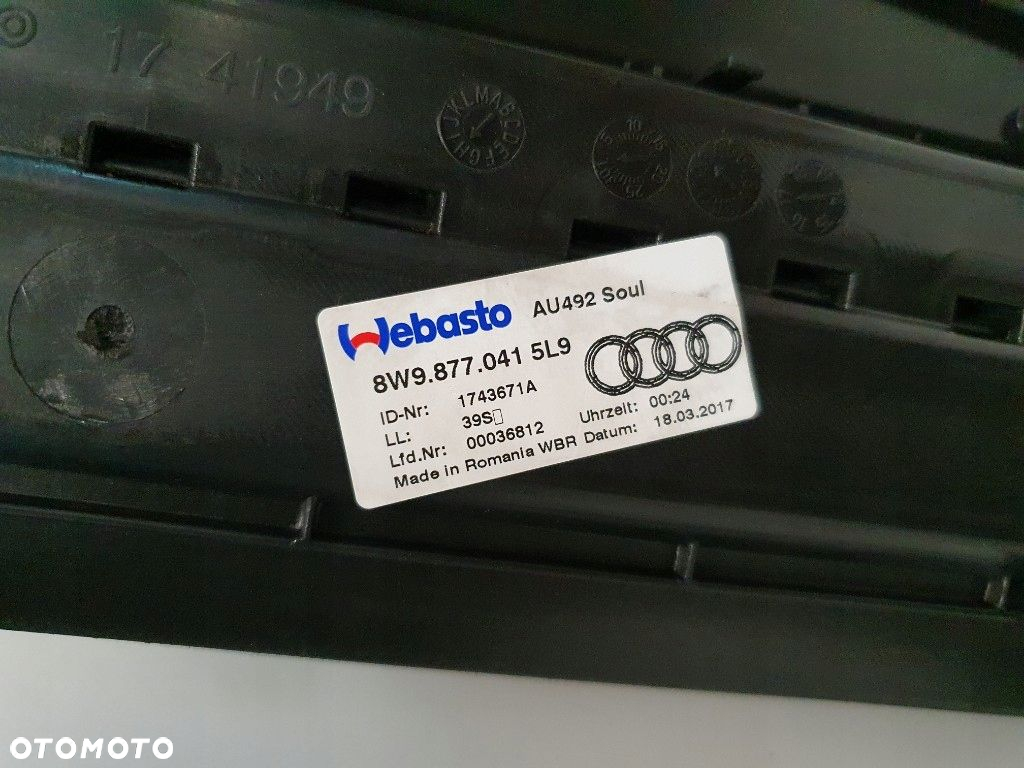 17 41949
JKLMABCDEFGH
Webasto AU492 Soul
8W9.877.041 5L9
ID-Nr: 1743671A
LL: 39S▯
Lfd.Nr: 00036812 Uhrzeit: 00:24
Made in Romania WBR Datum: 18.03.2017
OTOMOTO